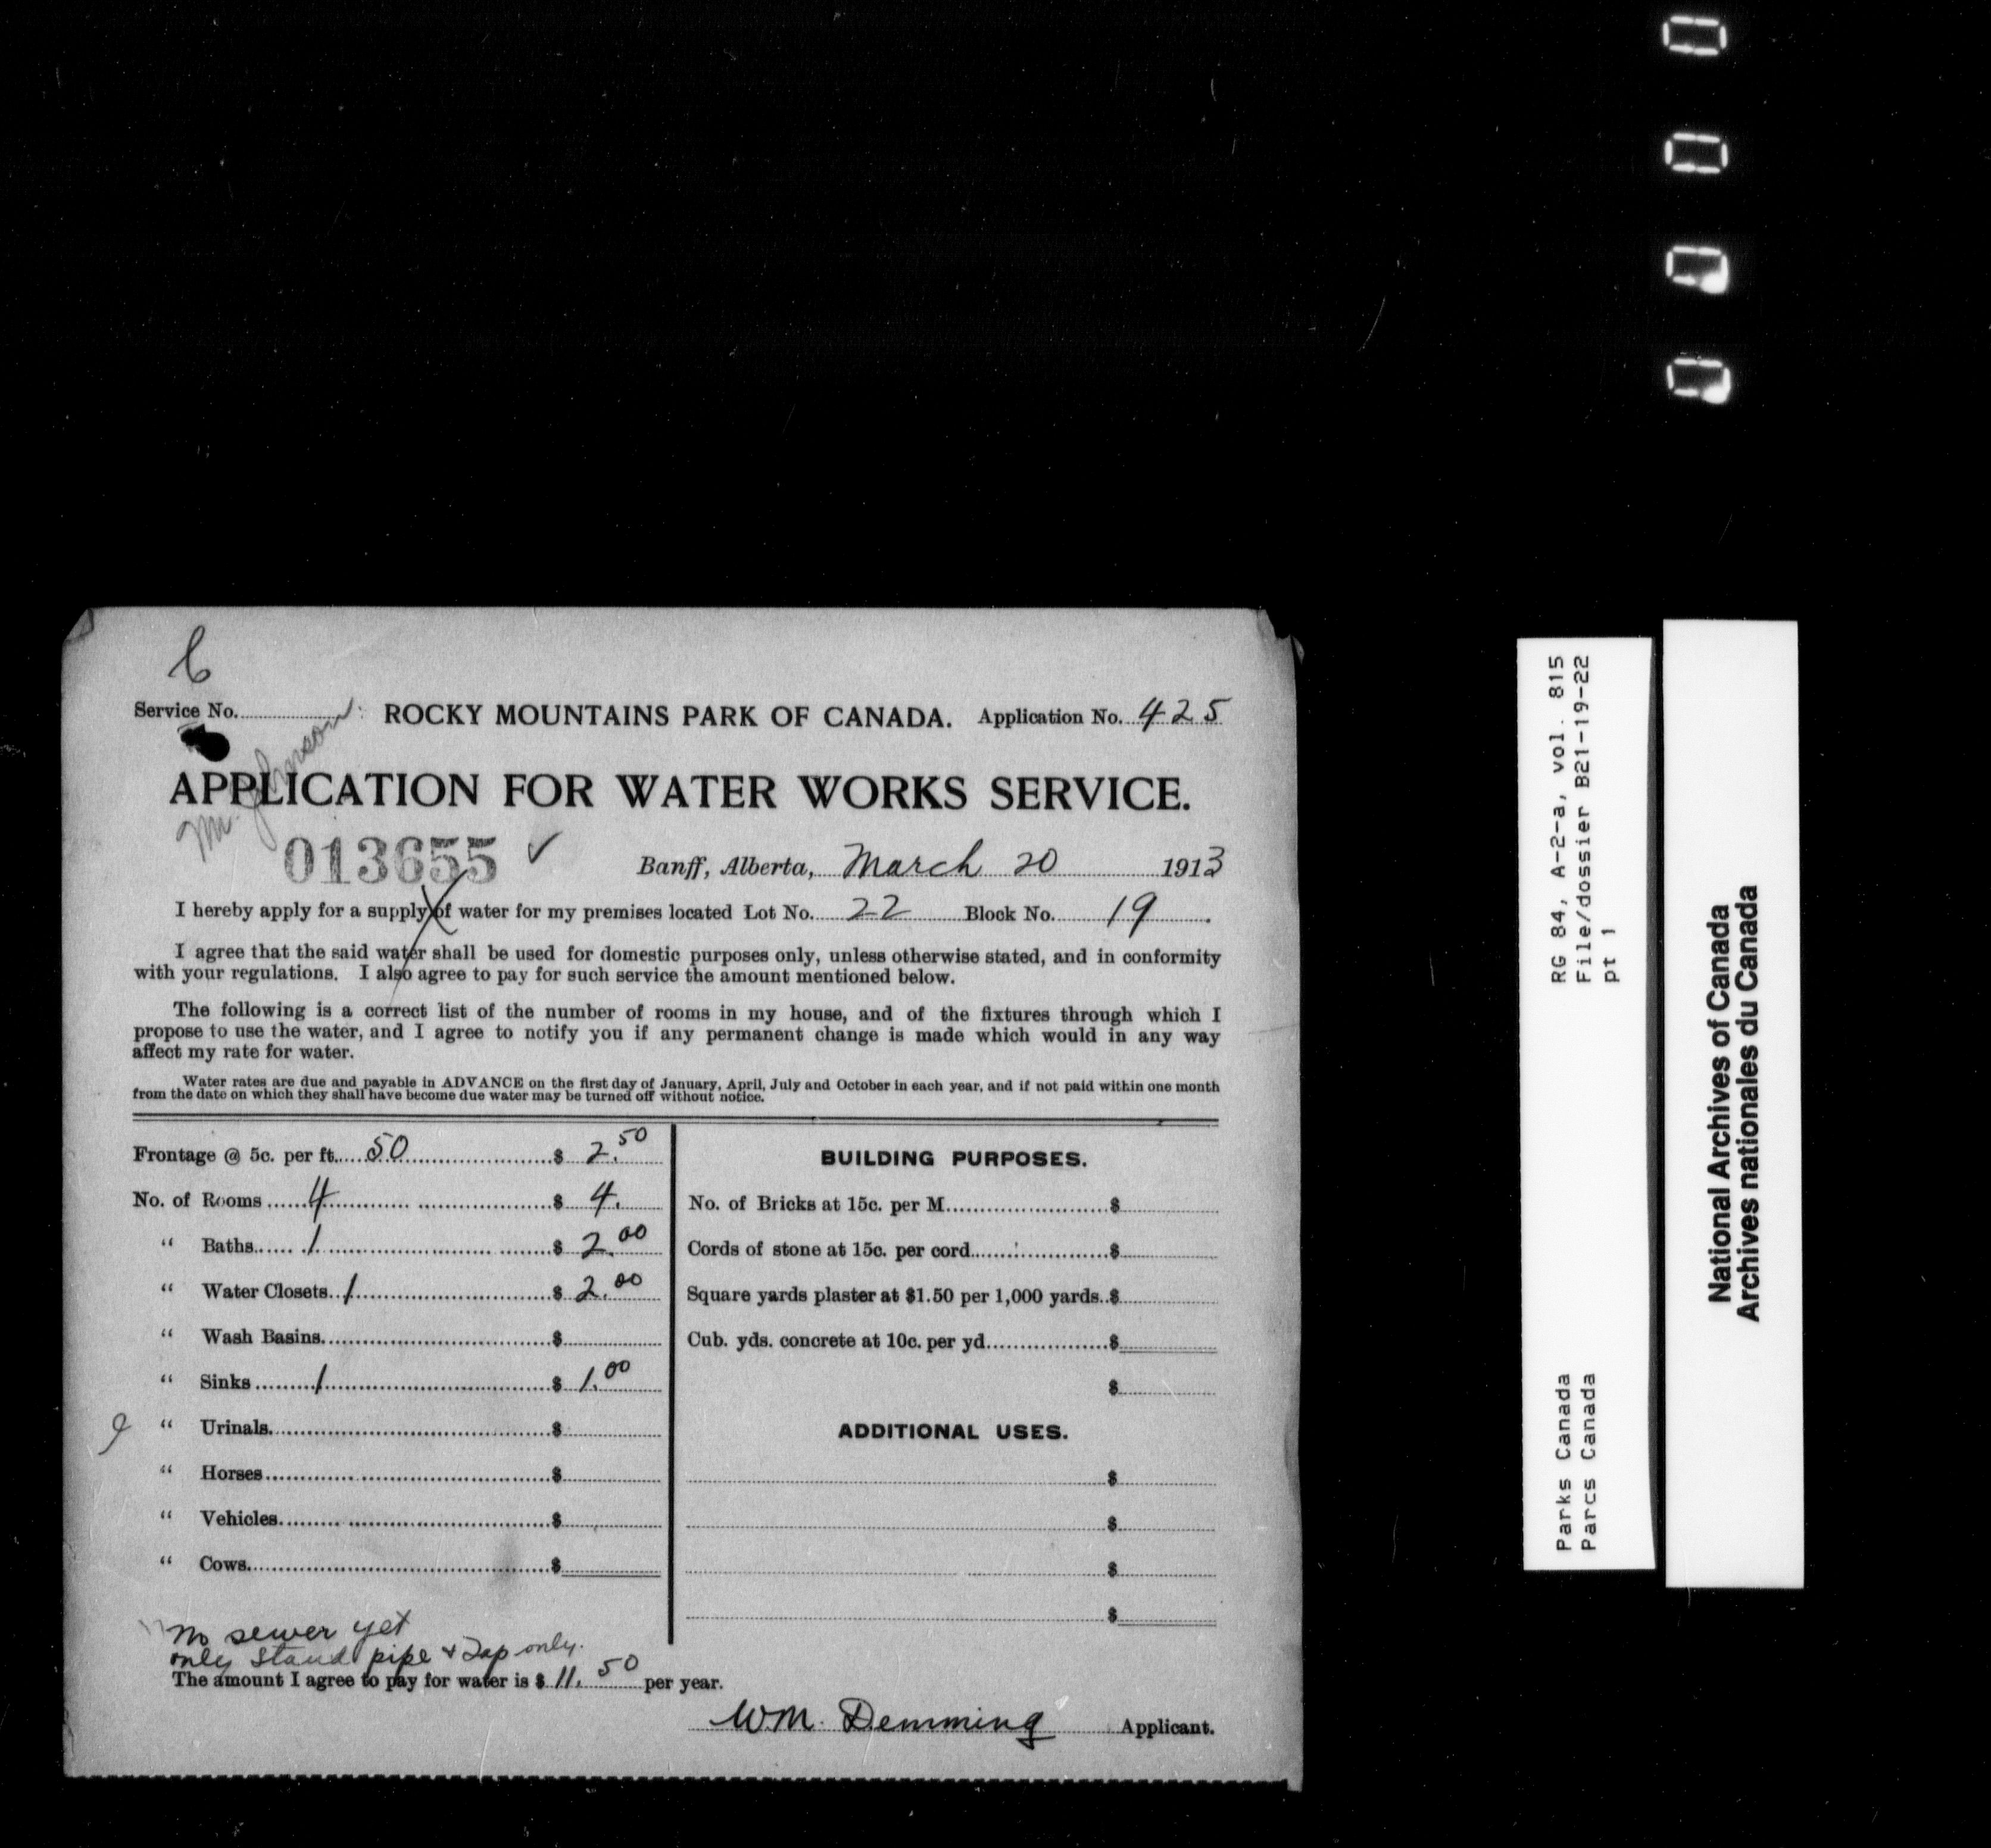 C
Service No. ROCKY MOUNTAINS PARK OF CANADA. Application No. 425
M. Johnson
APPLICATION FOR WATER WORKS SERVICE.
013655 ✓ Banff, Alberta, March 20 1913
I hereby apply for a supply of water for my premises located Lot No. 22 Block No. 19.
I agree that the said water shall be used for domestic purposes only, unless otherwise stated, and in conformity
with your regulations. I also agree to pay for such service the amount mentioned below.
The following is a correct list of the number of rooms in my house, and of the fixtures through which I
propose to use the water, and I agree to notify you if any permanent change is made which would in any way
affect my rate for water.
Water rates are due and payable in ADVANCE on the first day of January, April, July and October in each year, and if not paid within one month
from the date on which they shall have become due water may be turned off without notice.
Frontage @ 5c. per ft. 50 $ 2.50
No. of Rooms 4 $ 4.
" Baths 1 $ 2.00
" Water Closets 1 $ 2.00
" Wash Basins $
" Sinks 1 $ 1.00
" Urinals $
" Horses $
" Vehicles $
" Cows $
BUILDING PURPOSES.
No. of Bricks at 15c. per M. $
Cords of stone at 15c. per cord $
Square yards plaster at $1.50 per 1,000 yards $
Cub. yds. concrete at 10c. per yd. $
$
ADDITIONAL USES.
$
$
$
$
No sewer yet
only Stand pipe & Tap only.
The amount I agree to pay for water is $ 11.50 per year.
Wm. Demming Applicant.
RG 84, A-2-a, vol. 815
File/dossier B21-19-22
pt 1
Parks Canada
Parcs Canada
National Archives of Canada
Archives nationales du Canada